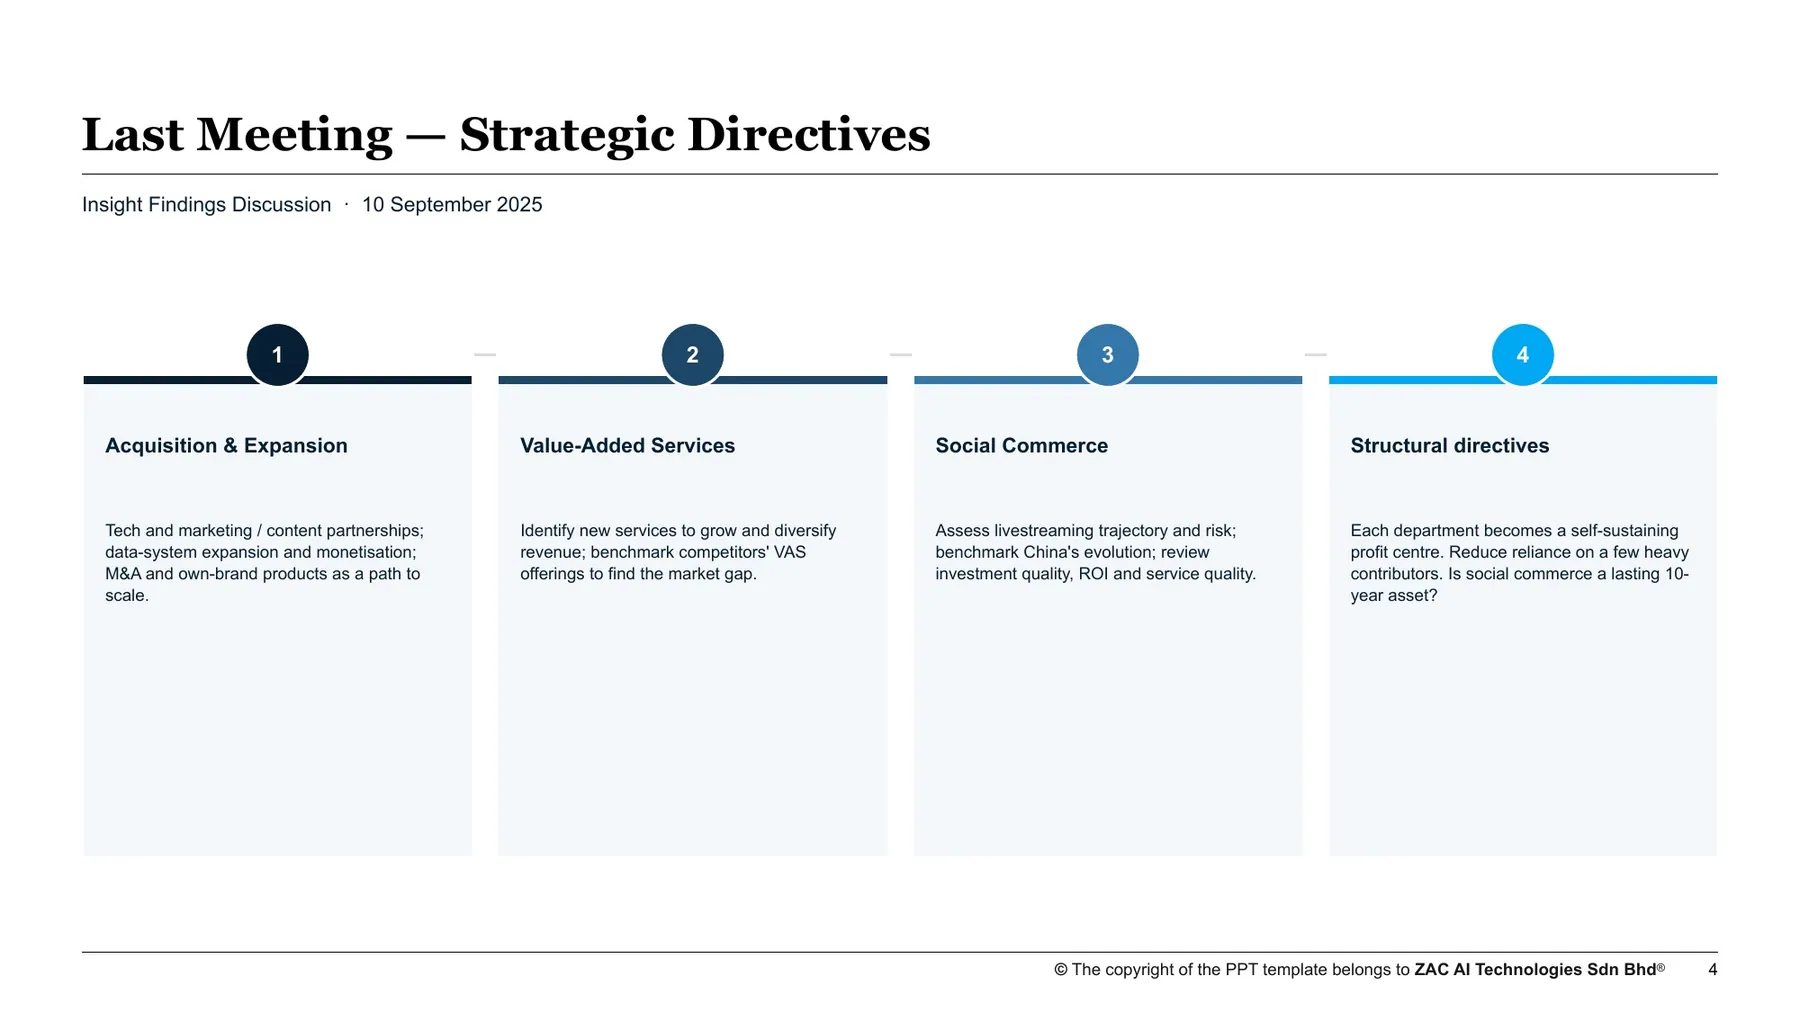 Last Meeting — Strategic Directives
Insight Findings Discussion · 10 September 2025
1
Acquisition & Expansion
Tech and marketing / content partnerships;
data-system expansion and monetisation;
M&A and own-brand products as a path to
scale.
2
Value-Added Services
Identify new services to grow and diversify
revenue; benchmark competitors' VAS
offerings to find the market gap.
3
Social Commerce
Assess livestreaming trajectory and risk;
benchmark China's evolution; review
investment quality, ROI and service quality.
4
Structural directives
Each department becomes a self-sustaining
profit centre. Reduce reliance on a few heavy
contributors. Is social commerce a lasting 10-
year asset?
© The copyright of the PPT template belongs to ZAC AI Technologies Sdn Bhd® 4